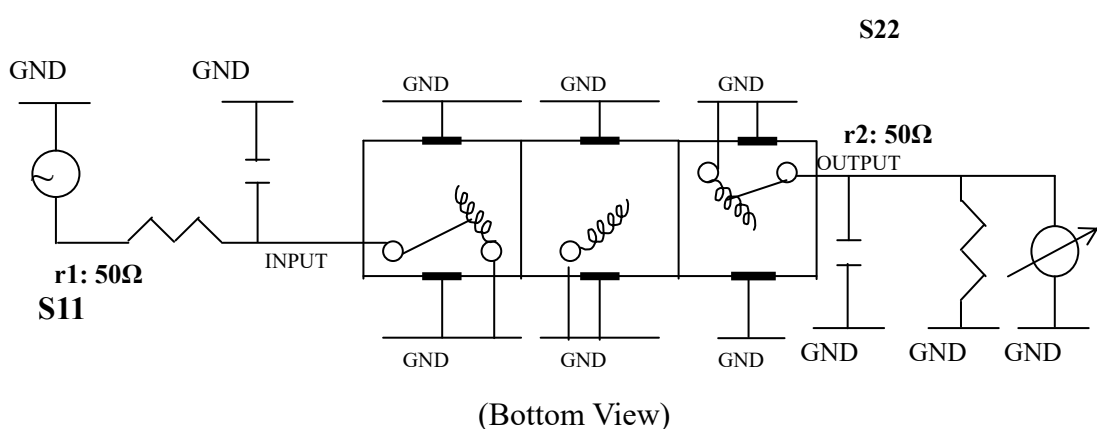 S22
GND
GND
GND
GND
GND
r2: 50Ω
OUTPUT
INPUT
r1: 50Ω
S11
GND
GND
GND
GND
GND
GND
(Bottom View)